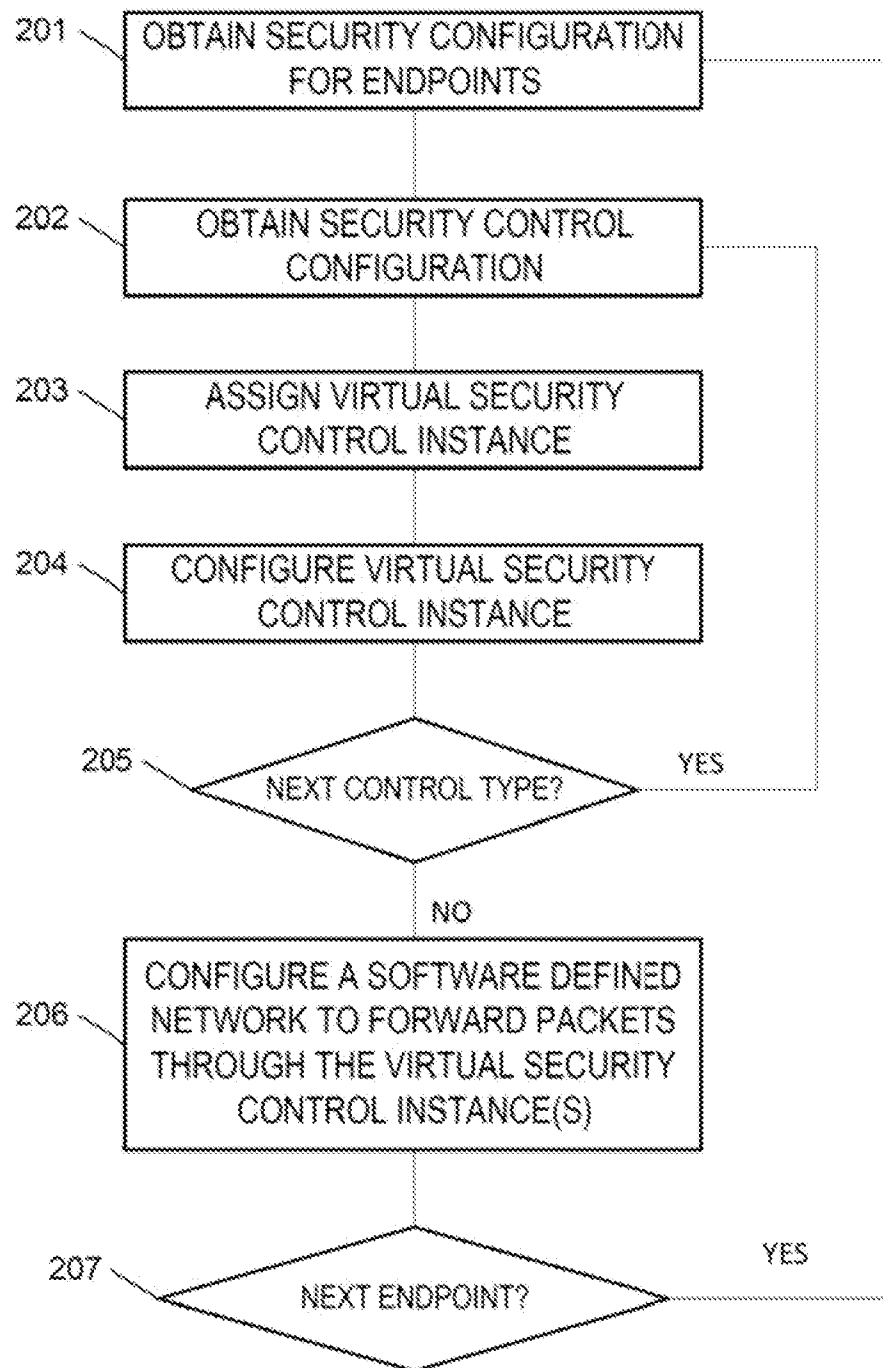 201
OBTAIN SECURITY CONFIGURATION
FOR ENDPOINTS
202
OBTAIN SECURITY CONTROL
CONFIGURATION
203
ASSIGN VIRTUAL SECURITY
CONTROL INSTANCE
204
CONFIGURE VIRTUAL SECURITY
CONTROL INSTANCE
205
NEXT CONTROL TYPE?
YES
NO
206
CONFIGURE A SOFTWARE DEFINED
NETWORK TO FORWARD PACKETS
THROUGH THE VIRTUAL SECURITY
CONTROL INSTANCE(S)
207
NEXT ENDPOINT?
YES